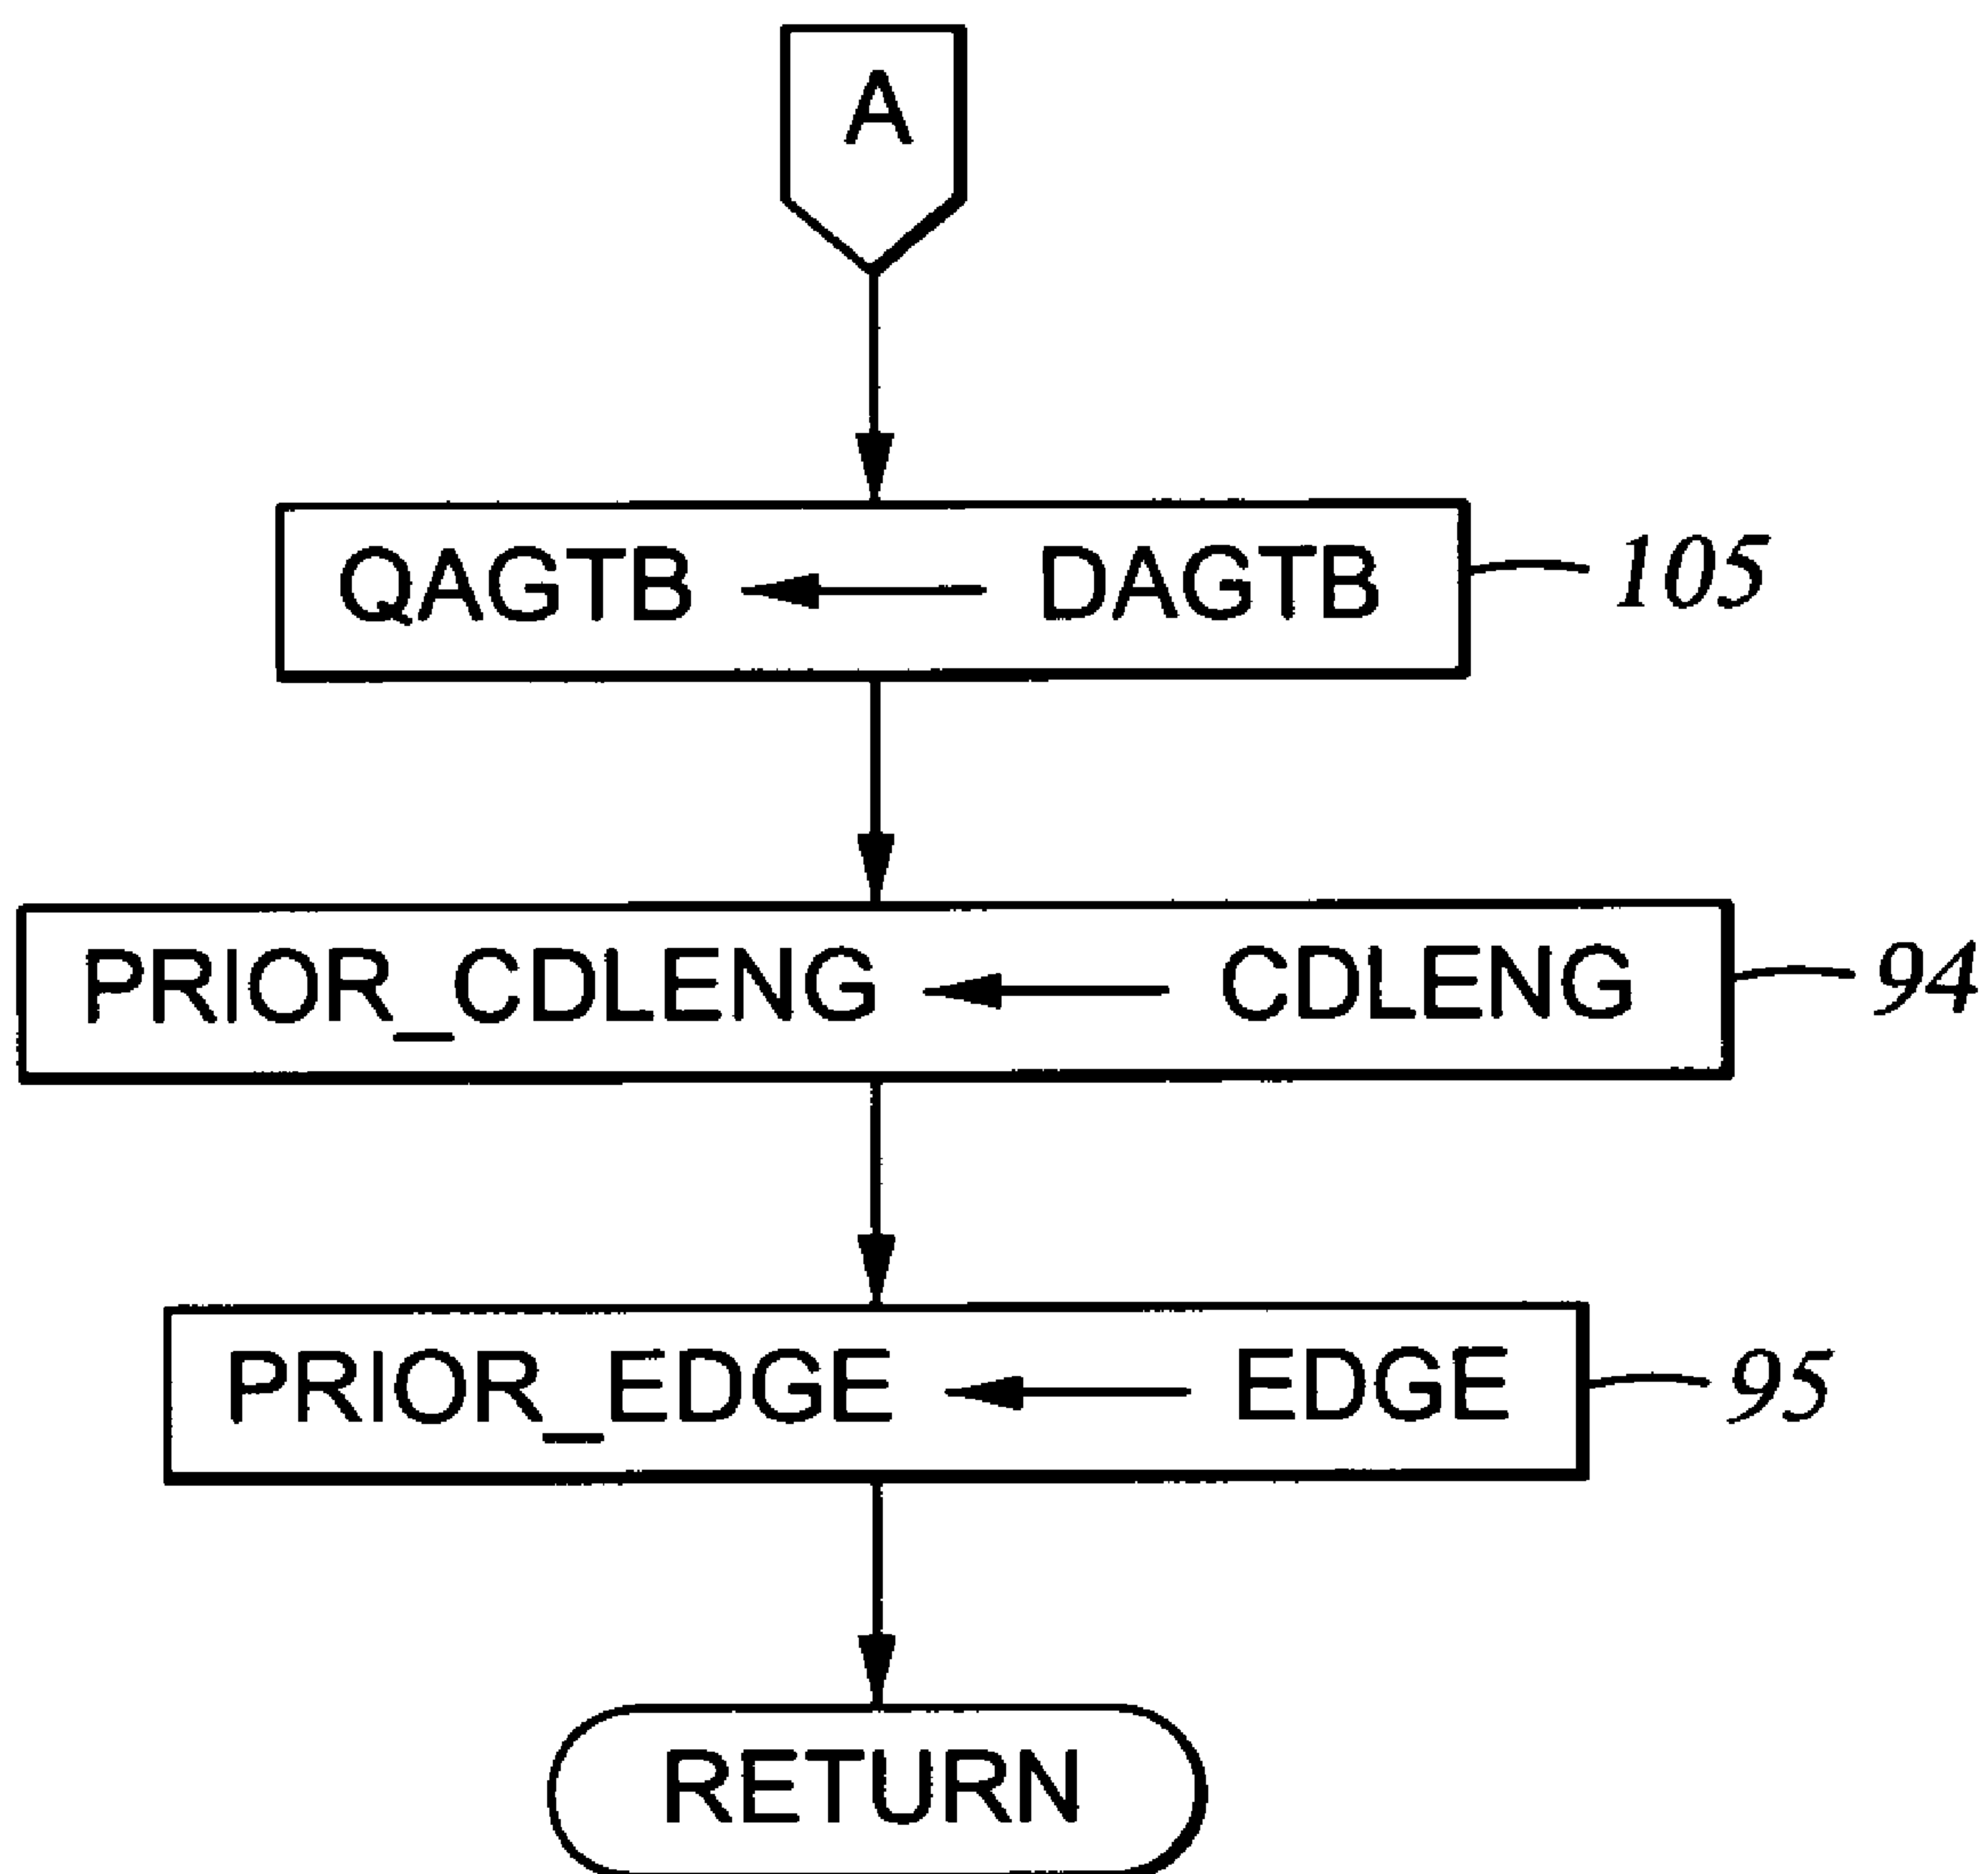 A
QAGTB ← DAGTB 105
PRIOR_CDLENG ← CDLENG 94
PRIOR_EDGE ← EDGE 95
RETURN